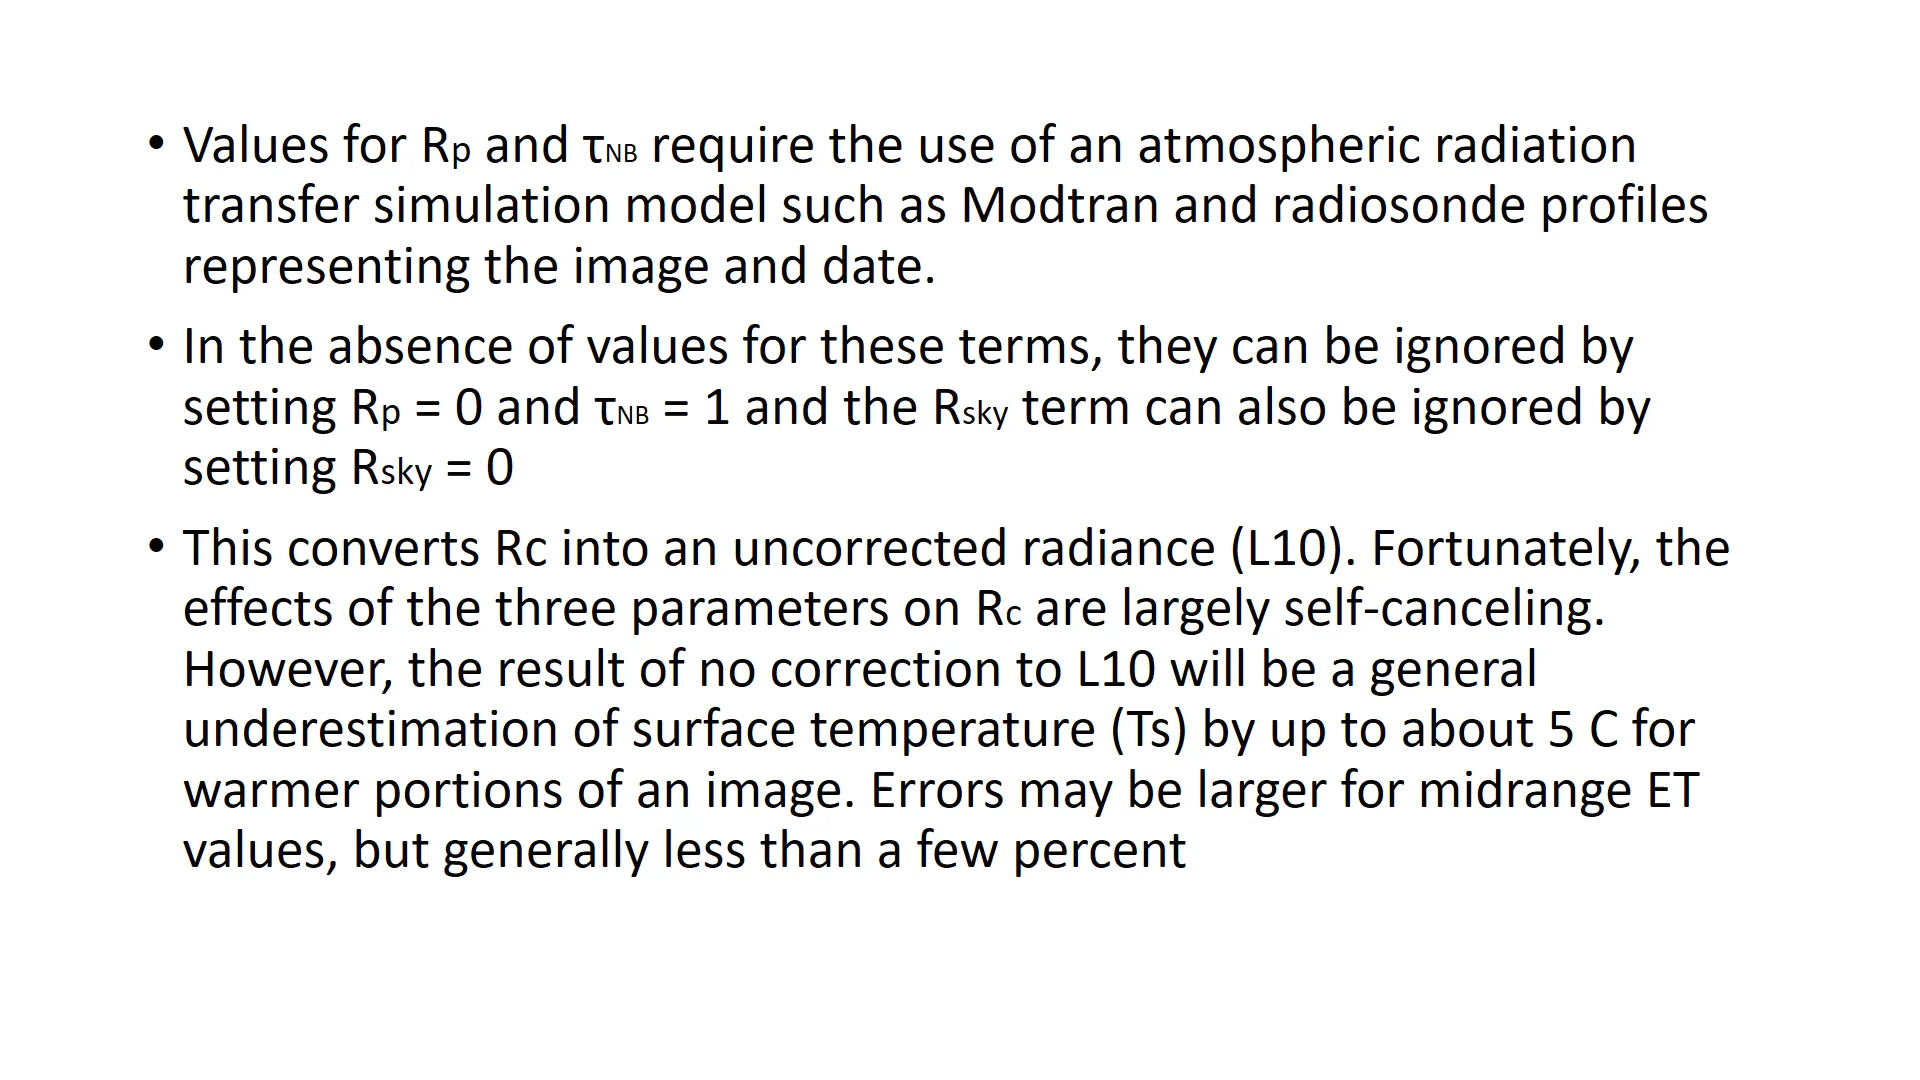 • Values for Rp and τNB require the use of an atmospheric radiation
transfer simulation model such as Modtran and radiosonde profiles
representing the image and date.
• In the absence of values for these terms, they can be ignored by
setting Rp = 0 and τNB = 1 and the Rsky term can also be ignored by
setting Rsky = 0
• This converts Rc into an uncorrected radiance (L10). Fortunately, the
effects of the three parameters on Rc are largely self-canceling.
However, the result of no correction to L10 will be a general
underestimation of surface temperature (Ts) by up to about 5 C for
warmer portions of an image. Errors may be larger for midrange ET
values, but generally less than a few percent